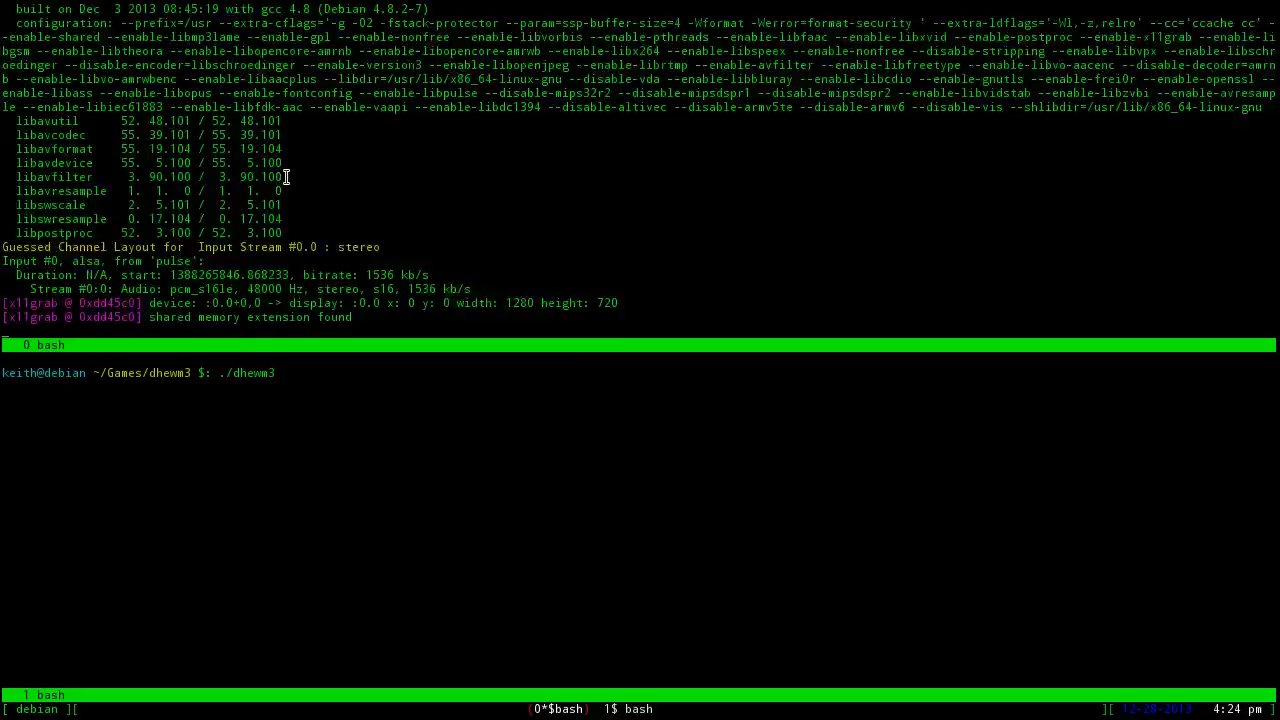 built on Dec  3 2013 08:45:19 with gcc 4.8 (Debian 4.8.2-7)
configuration: --prefix=/usr --extra-cflags='-g -O2 -fstack-protector --param=ssp-buffer-size=4 -Wformat -Werror=format-security ' --extra-ldflags='-Wl,-z,relro' --cc='ccache cc' -
-enable-shared --enable-libmp3lame --enable-gpl --enable-nonfree --enable-libvorbis --enable-pthreads --enable-libfaac --enable-libxvid --enable-postproc --enable-x11grab --enable-li
bgsm --enable-libtheora --enable-libopencore-amrnb --enable-libopencore-amrwb --enable-libx264 --enable-libspeex --enable-nonfree --disable-stripping --enable-libvpx --enable-libschr
oedinger --disable-encoder=libschroedinger --enable-version3 --enable-libopenjpeg --enable-librtmp --enable-avfilter --enable-libfreetype --enable-libvo-aacenc --disable-decoder=amrn
b --enable-libvo-amrwbenc --enable-libaacplus --libdir=/usr/lib/x86_64-linux-gnu --disable-vda --enable-libbluray --enable-libcdio --enable-gnutls --enable-frei0r --enable-openssl --
enable-libass --enable-libopus --enable-fontconfig --enable-libpulse --disable-mips32r2 --disable-mipsdspr1 --disable-mipsdspr2 --enable-libvidstab --enable-libzvbi --enable-avresamp
le --enable-libiec61883 --enable-libfdk-aac --enable-vaapi --enable-libdc1394 --disable-altivec --disable-armv5te --disable-armv6 --disable-vis --shlibdir=/usr/lib/x86_64-linux-gnu
libavutil      52. 48.101 / 52. 48.101
libavcodec     55. 39.101 / 55. 39.101
libavformat    55. 19.104 / 55. 19.104
libavdevice    55.  5.100 / 55.  5.100
libavfilter     3. 90.100 /  3. 90.100
libavresample   1.  1.  0 /  1.  1.  0
libswscale      2.  5.101 /  2.  5.101
libswresample   0. 17.104 /  0. 17.104
libpostproc    52.  3.100 / 52.  3.100
Guessed Channel Layout for  Input Stream #0.0 : stereo
Input #0, alsa, from 'pulse':
Duration: N/A, start: 1388265846.868233, bitrate: 1536 kb/s
Stream #0:0: Audio: pcm_s16le, 48000 Hz, stereo, s16, 1536 kb/s
[x11grab @ 0xdd45c0] device: :0.0+0,0 -> display: :0.0 x: 0 y: 0 width: 1280 height: 720
[x11grab @ 0xdd45c0] shared memory extension found
0 bash
keith@debian ~/Games/dhewm3 $: ./dhewm3
1 bash
[ debian ][ (0*$bash) 1$ bash ][ 12-28-2013 4:24 pm ]